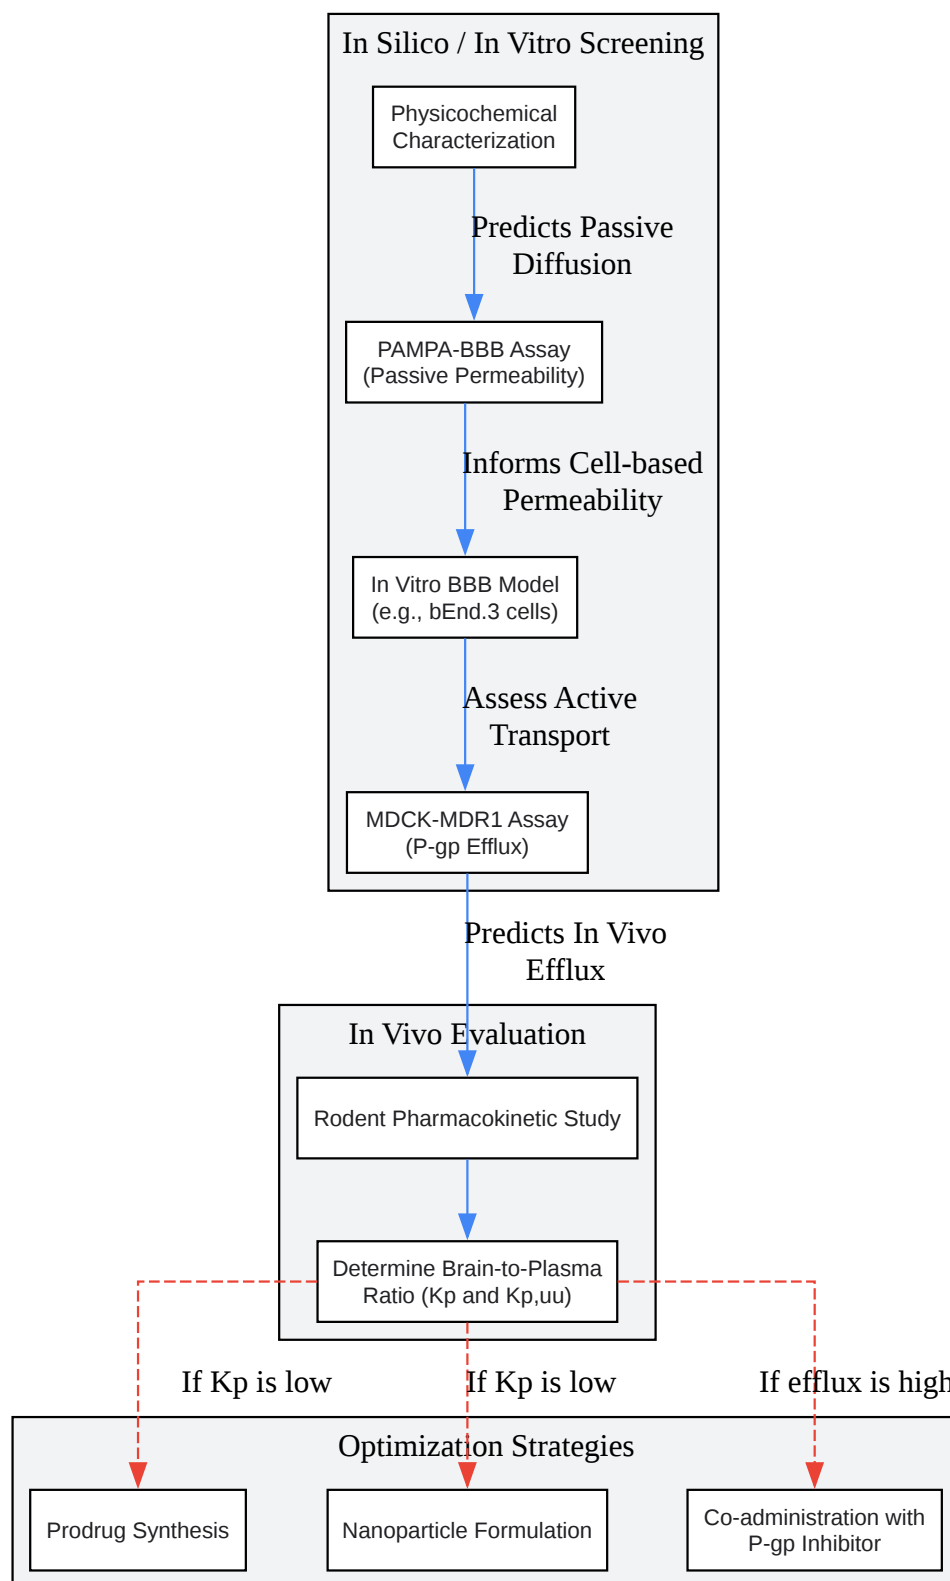 In Silico / In Vitro Screening
Physicochemical
Characterization
Predicts Passive
Diffusion
PAMPA-BBB Assay
(Passive Permeability)
Informs Cell-based
Permeability
In Vitro BBB Model
(e.g., bEnd.3 cells)
Assess Active
Transport
MDCK-MDR1 Assay
(P-gp Efflux)
Predicts In Vivo
Efflux
In Vivo Evaluation
Rodent Pharmacokinetic Study
Determine Brain-to-Plasma
Ratio (Kp and Kp,uu)
If Kp is low
If Kp is low
If efflux is high
Optimization Strategies
Prodrug Synthesis
Nanoparticle Formulation
Co-administration with
P-gp Inhibitor